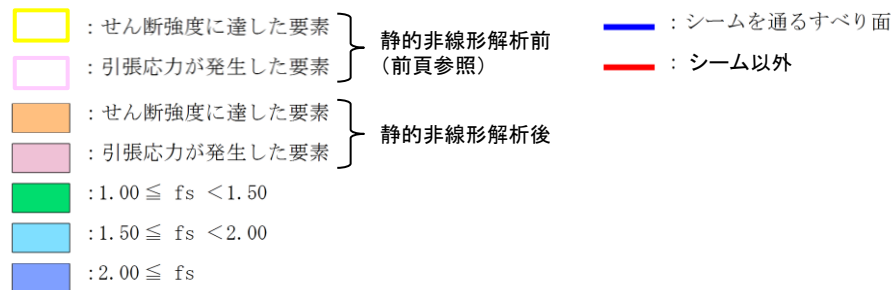 ：せん断強度に達した要素
：引張応力が発生した要素
静的非線形解析前
（前頁参照）
：せん断強度に達した要素
：引張応力が発生した要素
静的非線形解析後
:1.00≦ fs ＜1.50
:1.50≦ fs ＜2.00
:2.00≦ fs
：シームを通るすべり面
： シーム以外